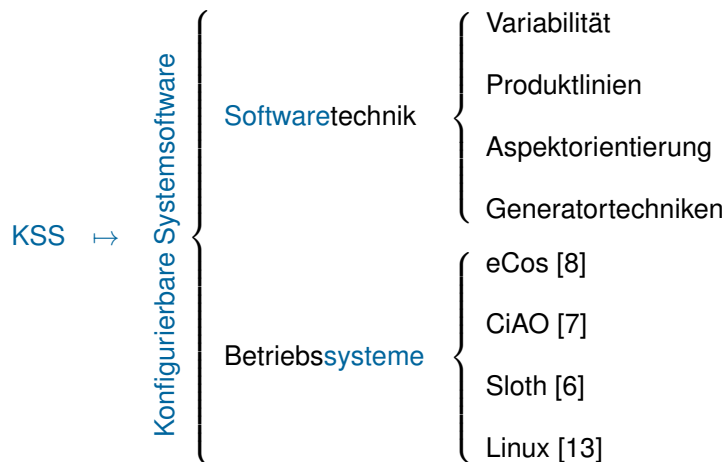 KSS ↦
Konfigurierbare Systemsoftware
Softwaretechnik
Variabilität
Produktlinien
Aspektorientierung
Generatortechniken
Betriebssysteme
eCos [8]
CiAO [7]
Sloth [6]
Linux [13]